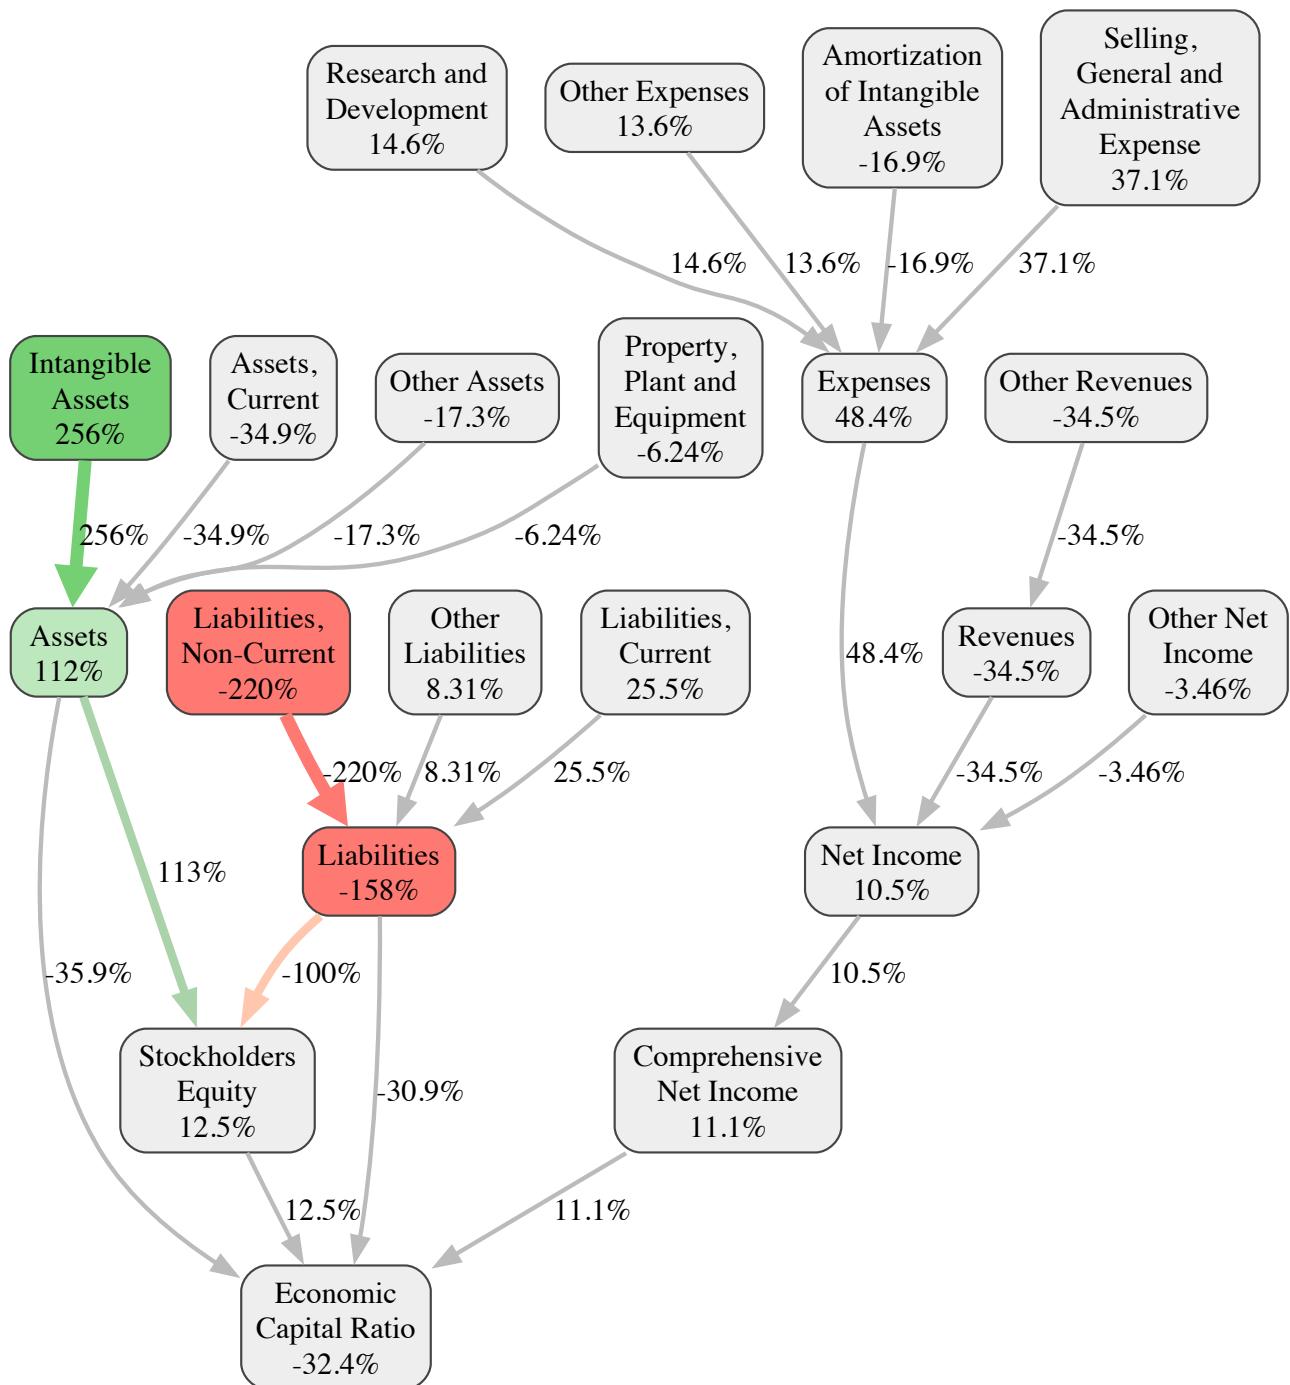 Research and
Development
14.6%
Other Expenses
13.6%
Amortization
of Intangible
Assets
-16.9%
Selling,
General and
Administrative
Expense
37.1%
14.6%
13.6%
-16.9%
37.1%
Intangible
Assets
256%
Assets,
Current
-34.9%
Other Assets
-17.3%
Property,
Plant and
Equipment
-6.24%
Expenses
48.4%
Other Revenues
-34.5%
256%
-34.9%
-17.3%
-6.24%
-34.5%
Assets
112%
Liabilities,
Non-Current
-220%
Other
Liabilities
8.31%
Liabilities,
Current
25.5%
48.4%
Revenues
-34.5%
Other Net
Income
-3.46%
-220%
8.31%
25.5%
-34.5%
-3.46%
113%
Liabilities
-158%
Net Income
10.5%
-35.9%
-100%
10.5%
Stockholders
Equity
12.5%
-30.9%
Comprehensive
Net Income
11.1%
12.5%
11.1%
Economic
Capital Ratio
-32.4%